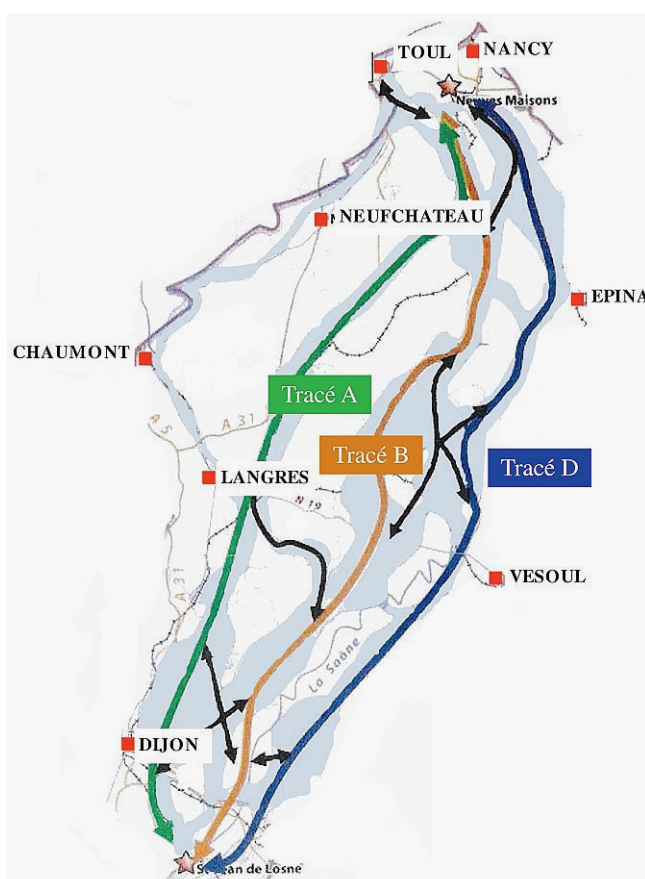 TOUL
NANCY
Neuves Maisons
NEUFCHATEAU
EPINA
CHAUMONT
Tracé A
A 5
A 31
Tracé B
Tracé D
LANGRES
N 19
VESOUL
A 31
La Saône
DIJON
St Jean de Losne